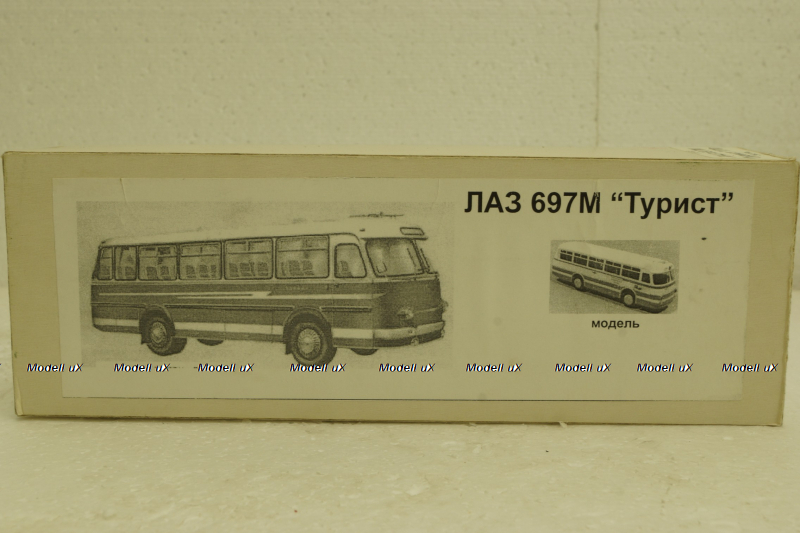 ЛАЗ 697М “Турист”
модель
Modell uX Modell uX Modell uX Modell uX Modell uX Modell uX Modell uX Modell uX Modell uX